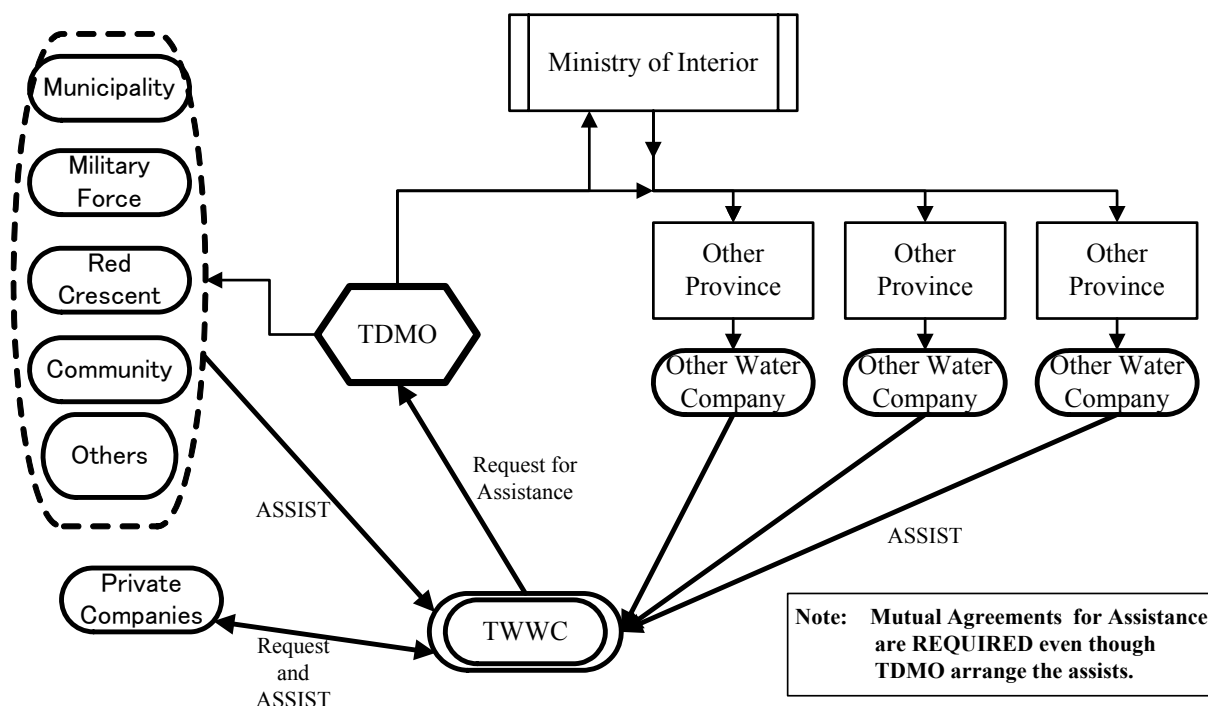 Ministry of Interior
Municipality
Military
Force
Red
Crescent
Community
Others
TDMO
Other
Province
Other
Province
Other
Province
Other Water
Company
Other Water
Company
Other Water
Company
Request for
Assistance
ASSIST
ASSIST
Private
Companies
Request
and
ASSIST
TWWC
Note: Mutual Agreements for Assistance
are REQUIRED even though
TDMO arrange the assists.